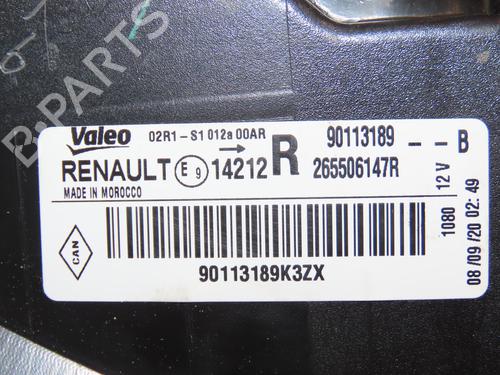 B-PARTS
Valeo 02R1-S1 012a 00AR 90113189 - - B
RENAULT E 9 14212 R 265506147R
MADE IN MOROCCO
CAN
90113189K3ZX
1080 12 V
08/09/20 02:49